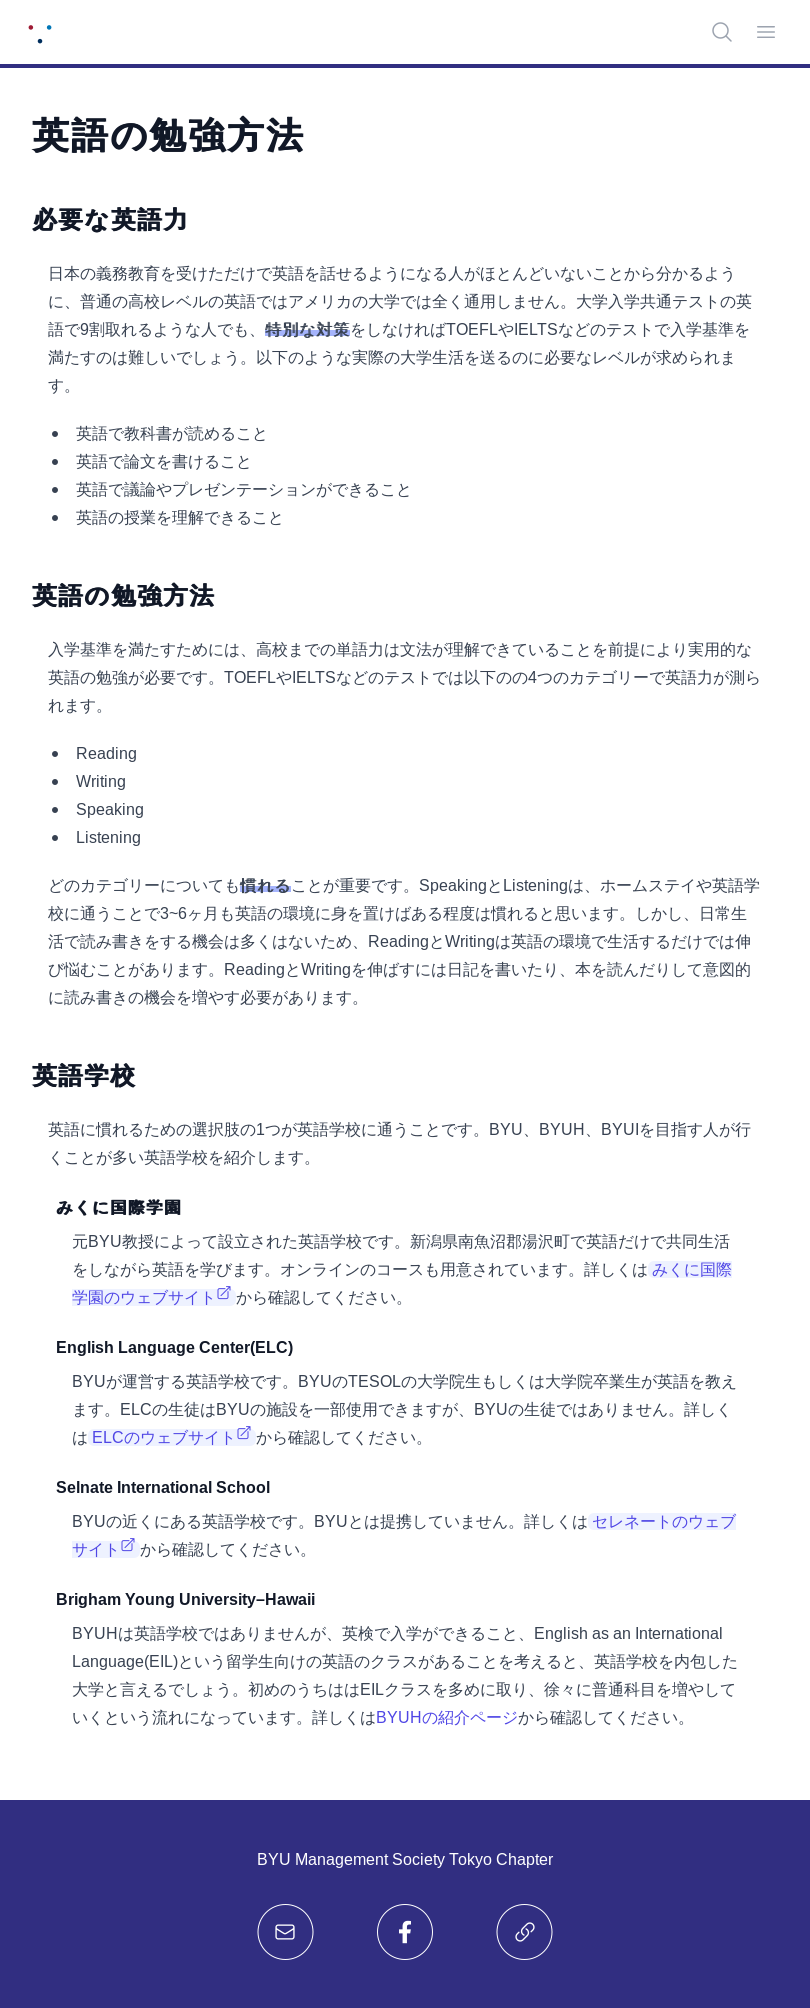 英語の勉強方法
必要な英語力
日本の義務教育を受けただけで英語を話せるようになる人がほとんどいないことから分かるよう
に、普通の高校レベルの英語ではアメリカの大学では全く通用しません。大学入学共通テストの英
語で9割取れるような人でも、特別な対策をしなければTOEFLやIELTSなどのテストで入学基準を
満たすのは難しいでしょう。以下のような実際の大学生活を送るのに必要なレベルが求められま
す。
英語で教科書が読めること
英語で論文を書けること
英語で議論やプレゼンテーションができること
英語の授業を理解できること
英語の勉強方法
入学基準を満たすためには、高校までの単語力は文法が理解できていることを前提により実用的な
英語の勉強が必要です。TOEFLやIELTSなどのテストでは以下のの4つのカテゴリーで英語力が測ら
れます。
Reading
Writing
Speaking
Listening
どのカテゴリーについても慣れることが重要です。SpeakingとListeningは、ホームステイや英語学
校に通うことで3~6ヶ月も英語の環境に身を置けばある程度は慣れると思います。しかし、日常生
活で読み書きをする機会は多くはないため、ReadingとWritingは英語の環境で生活するだけでは伸
び悩むことがあります。ReadingとWritingを伸ばすには日記を書いたり、本を読んだりして意図的
に読み書きの機会を増やす必要があります。
英語学校
英語に慣れるための選択肢の1つが英語学校に通うことです。BYU、BYUH、BYUIを目指す人が行
くことが多い英語学校を紹介します。
みくに国際学園
元BYU教授によって設立された英語学校です。新潟県南魚沼郡湯沢町で英語だけで共同生活
をしながら英語を学びます。オンラインのコースも用意されています。詳しくはみくに国際
学園のウェブサイトから確認してください。
English Language Center(ELC)
BYUが運営する英語学校です。BYUのTESOLの大学院生もしくは大学院卒業生が英語を教え
ます。ELCの生徒はBYUの施設を一部使用できますが、BYUの生徒ではありません。詳しく
はELCのウェブサイトから確認してください。
Selnate International School
BYUの近くにある英語学校です。BYUとは提携していません。詳しくはセレネートのウェブ
サイトから確認してください。
Brigham Young University–Hawaii
BYUHは英語学校ではありませんが、英検で入学ができること、English as an International
Language(EIL)という留学生向けの英語のクラスがあることを考えると、英語学校を内包した
大学と言えるでしょう。初めのうちははEILクラスを多めに取り、徐々に普通科目を増やして
いくという流れになっています。詳しくはBYUHの紹介ページから確認してください。
BYU Management Society Tokyo Chapter